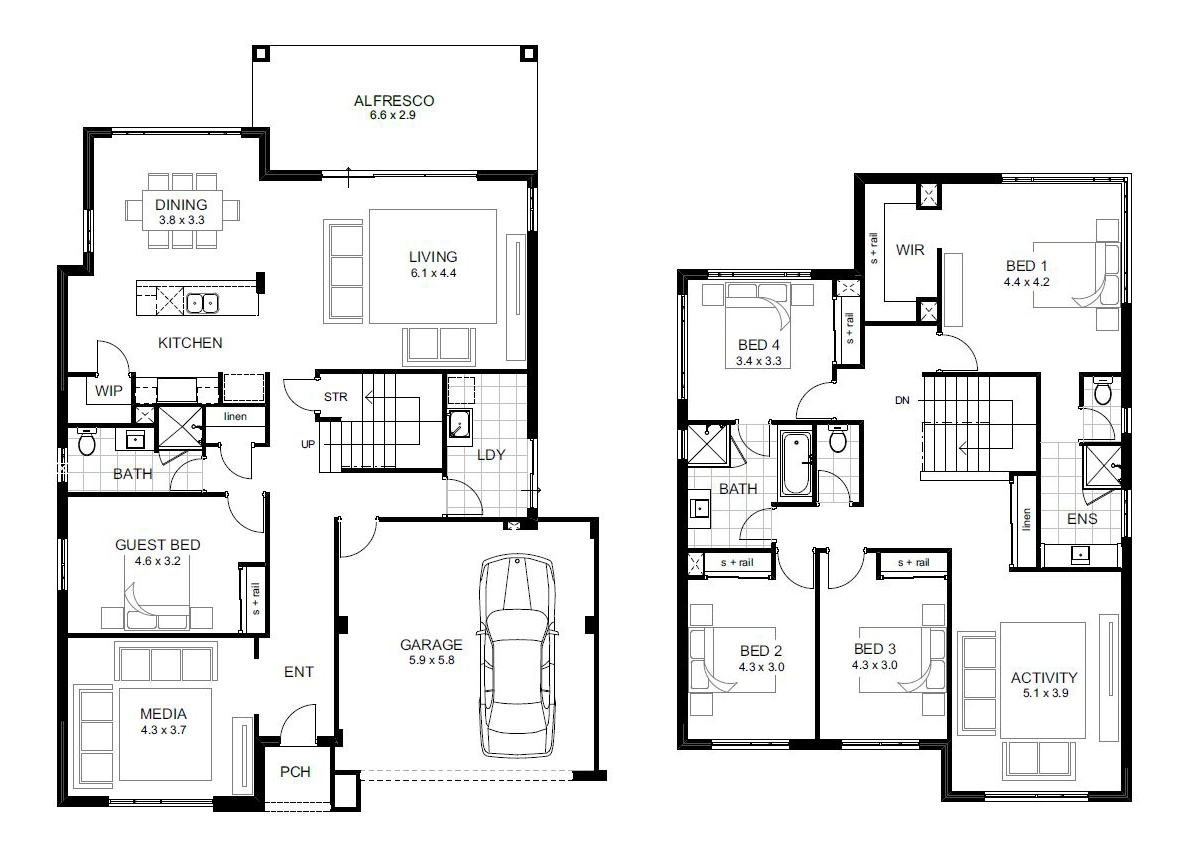 ALFRESCO
6.6 x 2.9
DINING
3.8 x 3.3
LIVING
6.1 x 4.4
KITCHEN
WIP
linen
STR
UP
LDY
BATH
GUEST BED
4.6 x 3.2
s + rail
ENT
GARAGE
5.9 x 5.8
MEDIA
4.3 x 3.7
PCH
s + rail
WIR
BED 1
4.4 x 4.2
BED 4
3.4 x 3.3
s + rail
DN
BATH
linen
ENS
s + rail
s + rail
BED 2
4.3 x 3.0
BED 3
4.3 x 3.0
ACTIVITY
5.1 x 3.9